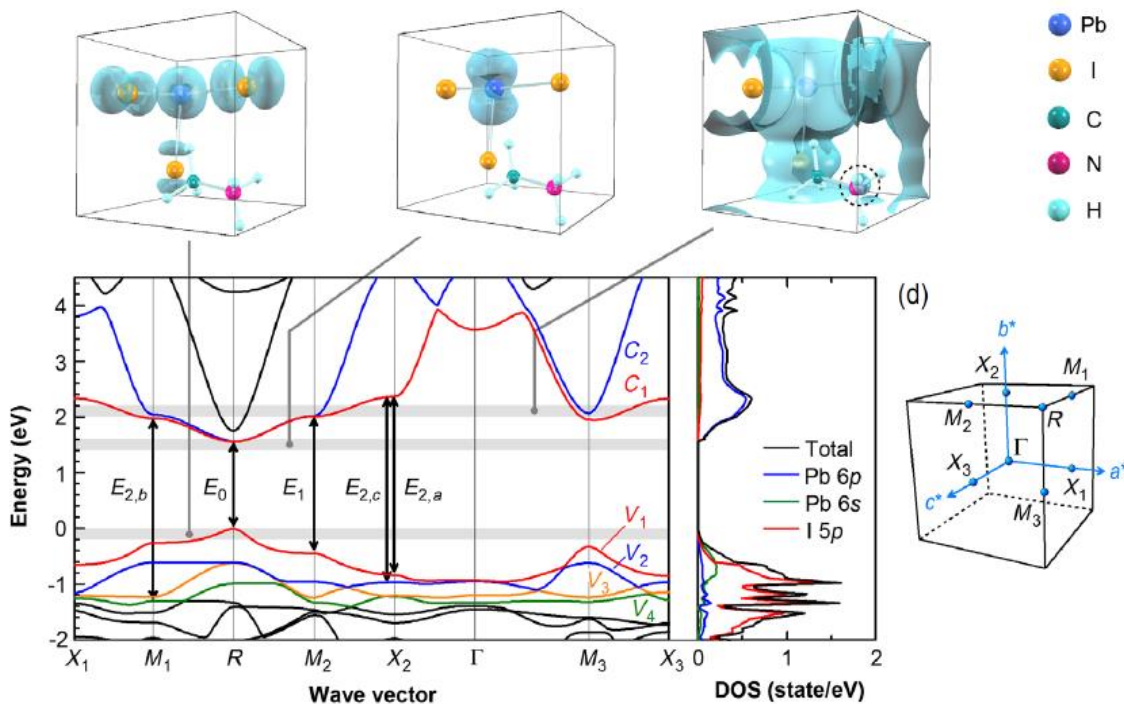 Pb
I
C
N
H
(d)
4
3
2
1
0
-1
-2
Energy (eV)
C2
C1
E2,b
E0
E1
E2,c
E2,a
V1
V2
V3
V4
X1
M1
R
M2
X2
Γ
M3
X3
Wave vector
Total
Pb 6p
Pb 6s
I 5p
0
1
2
DOS (state/eV)
b*
X2
M1
M2
R
Γ
a*
X3
X1
c*
M3